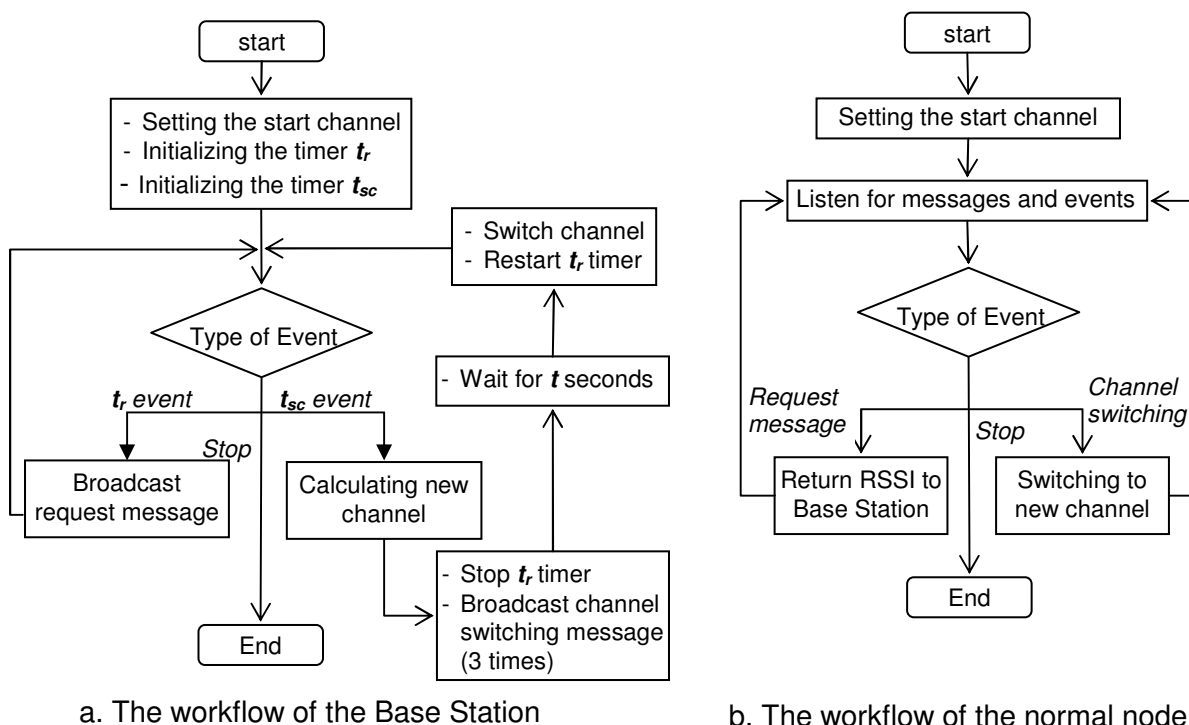 start
- Setting the start channel
- Initializing the timer tr
- Initializing the timer tsc
- Switch channel
- Restart tr timer
Type of Event
- Wait for t seconds
tr event
tsc event
Stop
Broadcast
request message
Calculating new
channel
- Stop tr timer
- Broadcast channel
switching message
(3 times)
End
a. The workflow of the Base Station
start
Setting the start channel
Listen for messages and events
Type of Event
Request
message
Channel
switching
Stop
Return RSSI to
Base Station
Switching to
new channel
End
b. The workflow of the normal node